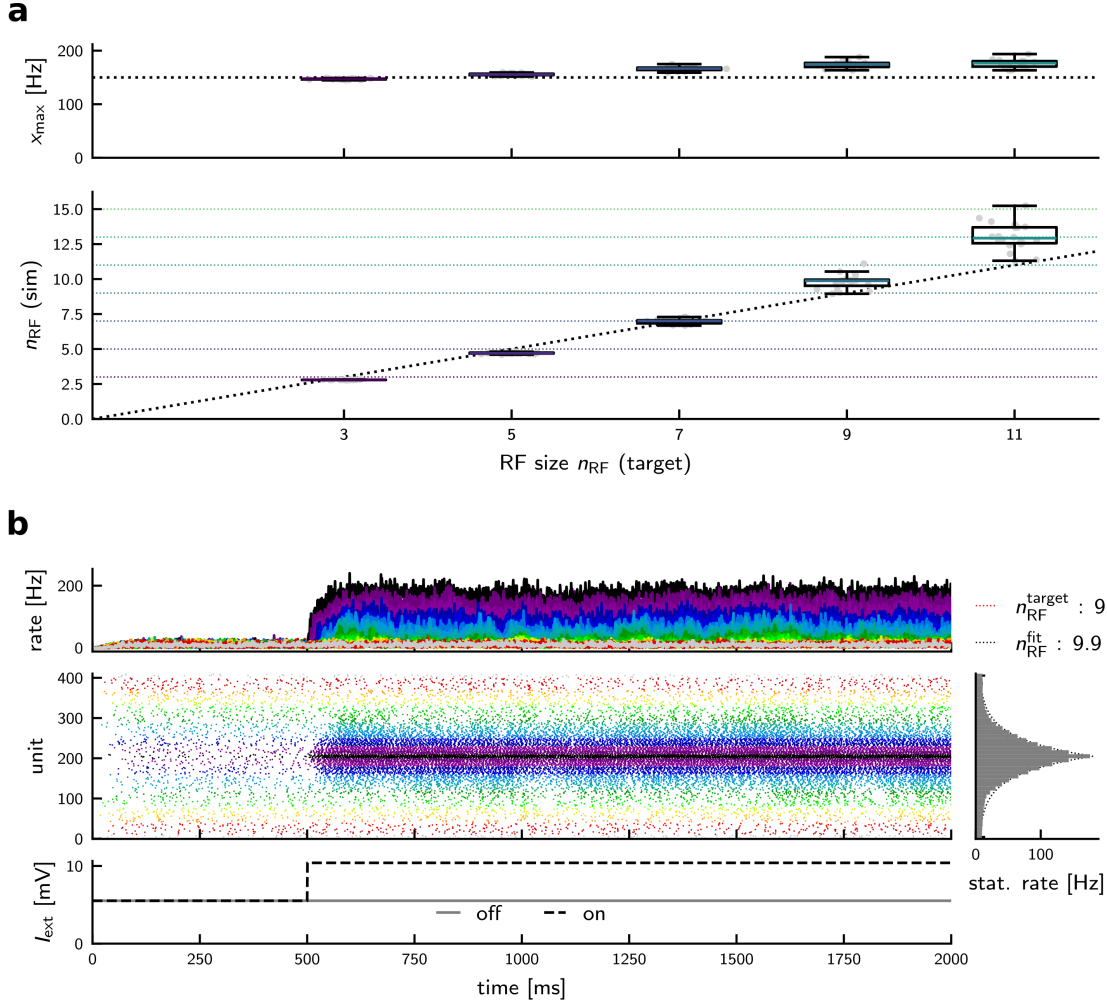 a
200
100
0
x_max [Hz]
15.0
12.5
10.0
7.5
5.0
2.5
0.0
n_RF (sim)
3 5 7 9 11
RF size n_RF (target)
b
200
0
rate [Hz]
n_RF^target : 9
n_RF^fit : 9.9
400
300
200
100
0
unit
0 100
stat. rate [Hz]
10
0
I_ext [mV]
off on
0 250 500 750 1000 1250 1500 1750 2000
time [ms]